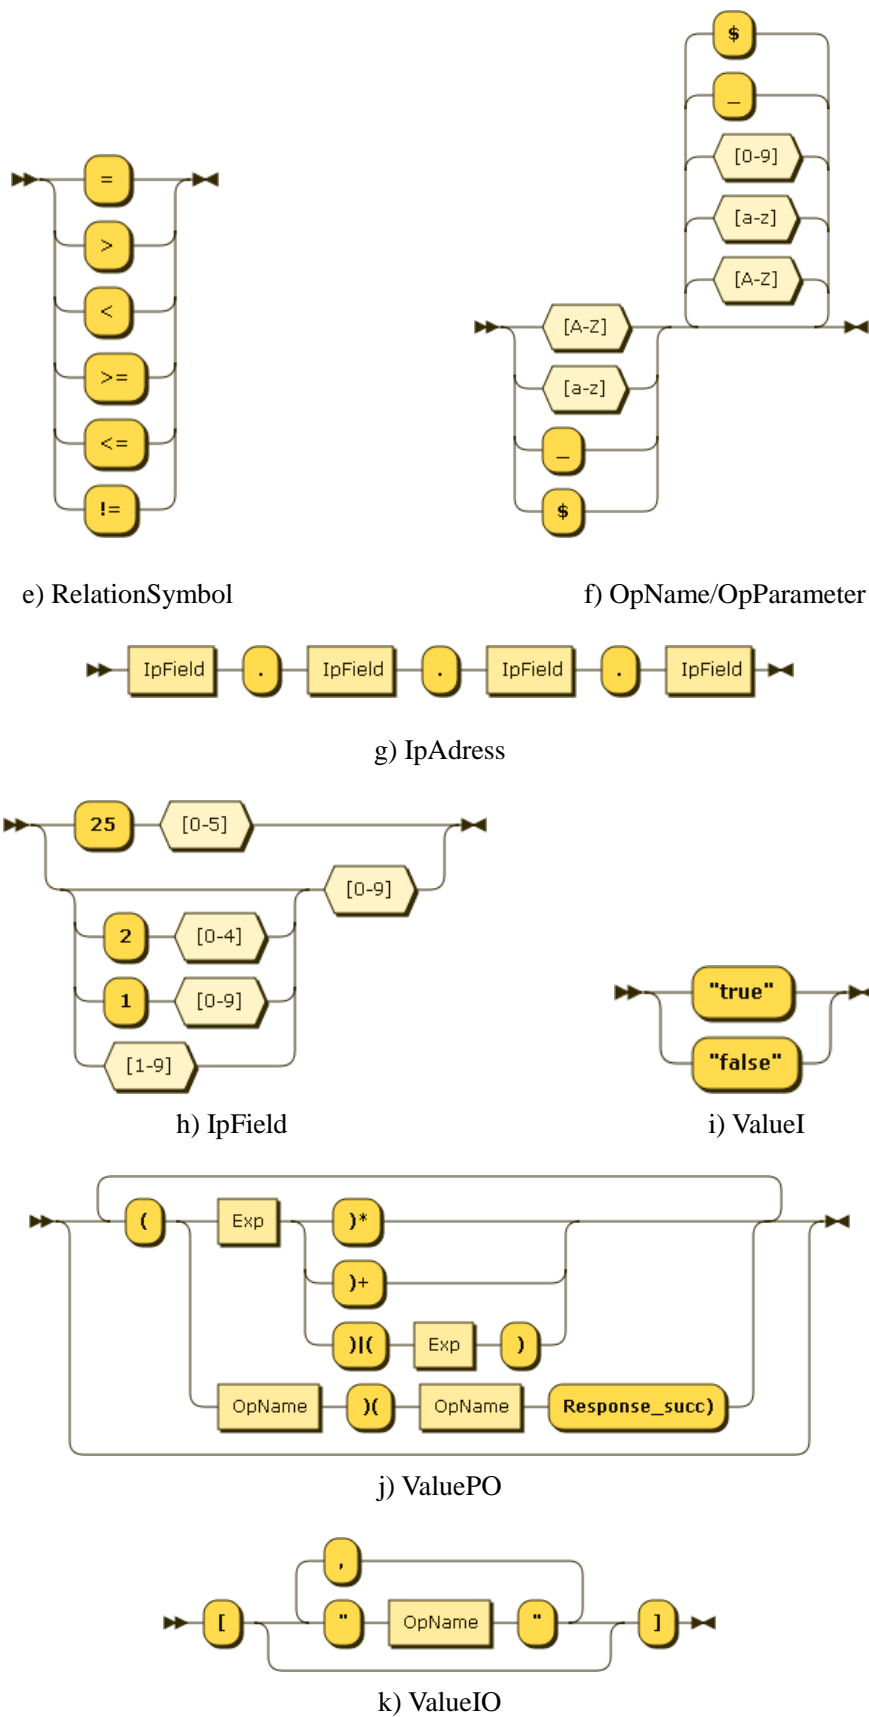 $
_
[0-9]
[a-z]
[A-Z]
=
>
<
>=
<=
!=
[A-Z]
[a-z]
_
$
e) RelationSymbol
f) OpName/OpParameter
IpField . IpField . IpField . IpField
g) IpAdress
25 [0-5]
[0-9]
2 [0-4]
1 [0-9]
[1-9]
"true"
"false"
h) IpField
i) ValueI
( Exp )*
)+
)|( Exp )
OpName )( OpName Response_succ)
j) ValuePO
,
[ " OpName " ]
k) ValueIO